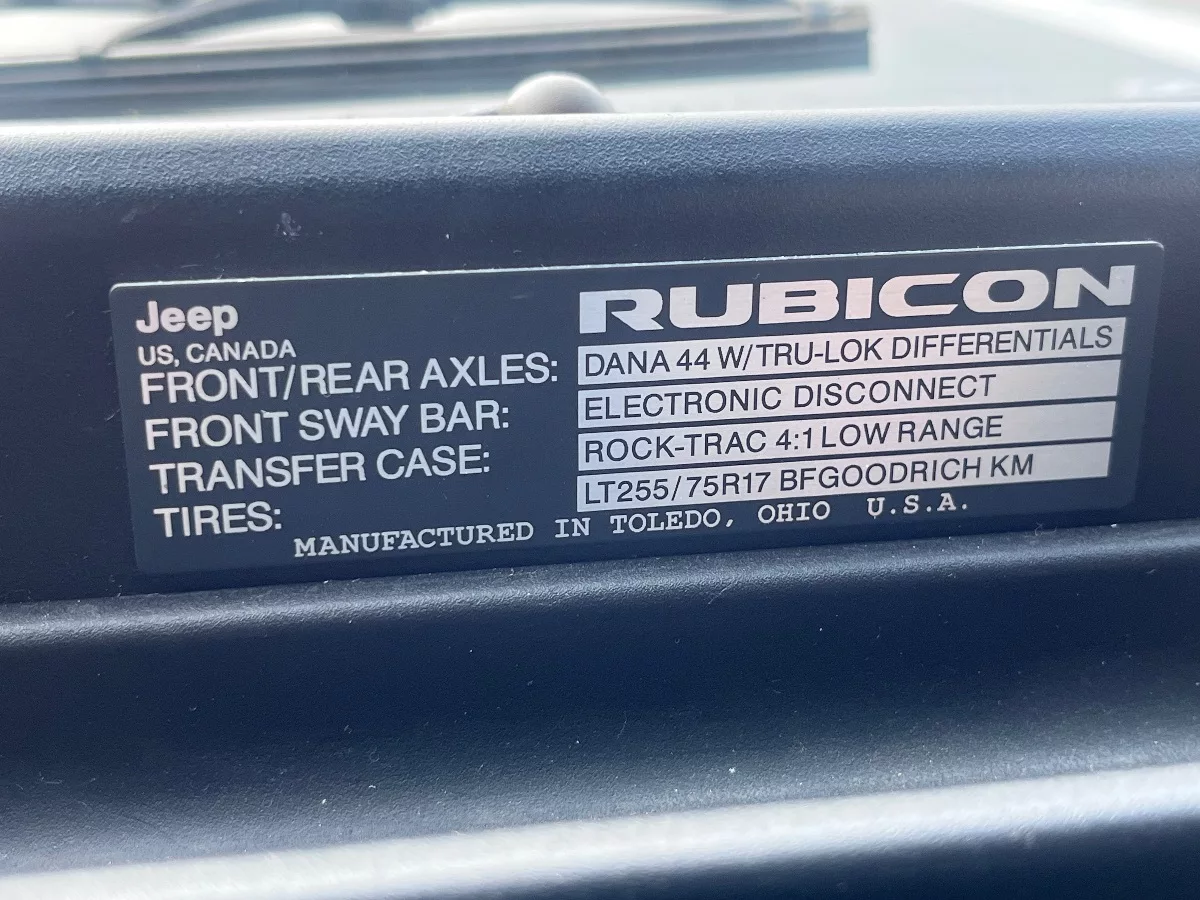 Jeep RUBICON
US, CANADA
FRONT/REAR AXLES: DANA 44 W/TRU-LOK DIFFERENTIALS
FRONT SWAY BAR: ELECTRONIC DISCONNECT
TRANSFER CASE: ROCK-TRAC 4:1 LOW RANGE
TIRES: LT255/75R17 BFGOODRICH KM
MANUFACTURED IN TOLEDO, OHIO U.S.A.